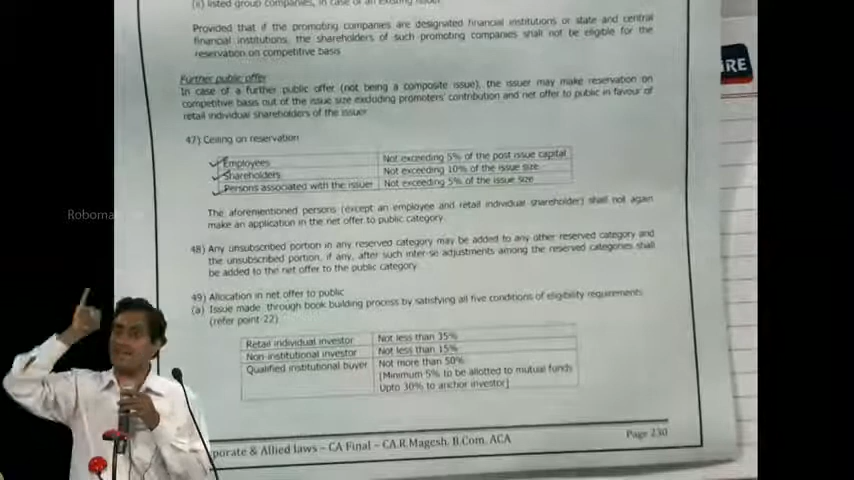 (ii) listed group companies, in case of an existing issuer
Provided that if the promoting companies are designated financial institutions or state and central
financial institutions, the shareholders of such promoting companies shall not be eligible for the
reservation on competitive basis
Further public offer
In case of a further public offer (not being a composite issue), the issuer may make reservation on
competitive basis out of the issue size excluding promoters' contribution and net offer to public in favour of
retail individual shareholders of the issuer
47) Ceiling on reservation
Employees Not exceeding 5% of the post issue capital
Shareholders Not exceeding 10% of the issue size
Persons associated with the issuer Not exceeding 5% of the issue size
The aforementioned persons (except an employee and retail individual shareholder) shall not again
make an application in the net offer to public category
48) Any unsubscribed portion in any reserved category may be added to any other reserved category and
the unsubscribed portion, if any, after such inter-se adjustments among the reserved categories shall
be added to the net offer to the public category
49) Allocation in net offer to public
(a) Issue made through book building process by satisfying all five conditions of eligibility requirements
(refer point 22)
Retail individual investor Not less than 35%
Non-institutional investor Not less than 15%
Qualified institutional buyer Not more than 50%
[Minimum 5% to be allotted to mutual funds
Upto 30% to anchor investor]
rporate & Allied laws – CA Final – CA.R.Magesh, B.Com, ACA
Page 230
Roboma
IRE